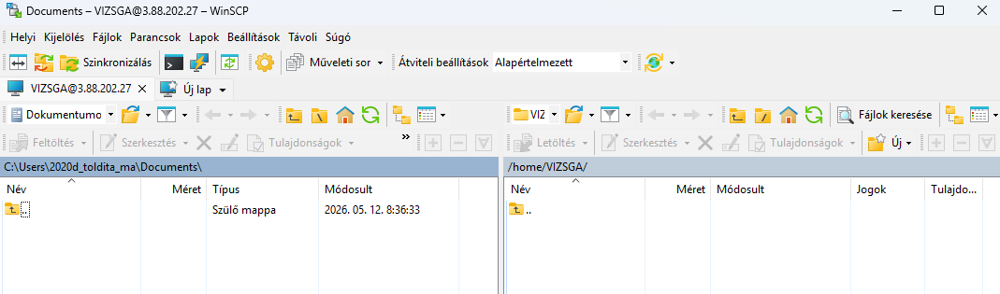 Documents – VIZSGA@3.88.202.27 – WinSCP
Helyi Kijelölés Fájlok Parancsok Lapok Beállítások Távoli Súgó
Szinkronizálás Műveleti sor Átviteli beállítások Alapértelmezett
VIZSGA@3.88.202.27 Új lap
Dokumentumo VIZ Fájlok keresése
Feltöltés Szerkesztés Tulajdonságok » Letöltés Szerkesztés Tulajdonságok Új
C:\Users\2020d_toldita_ma\Documents\ /home/VIZSGA/
Név Méret Típus Módosult Név Méret Módosult Jogok Tulajdo...
.. Szülő mappa 2026. 05. 12. 8:36:33 ..